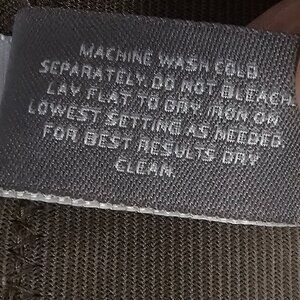 MACHINE WASH COLD
SEPARATELY. DO NOT BLEACH.
LAY FLAT TO DRY. IRON ON
LOWEST SETTING AS NEEDED.
FOR BEST RESULTS DRY
CLEAN.